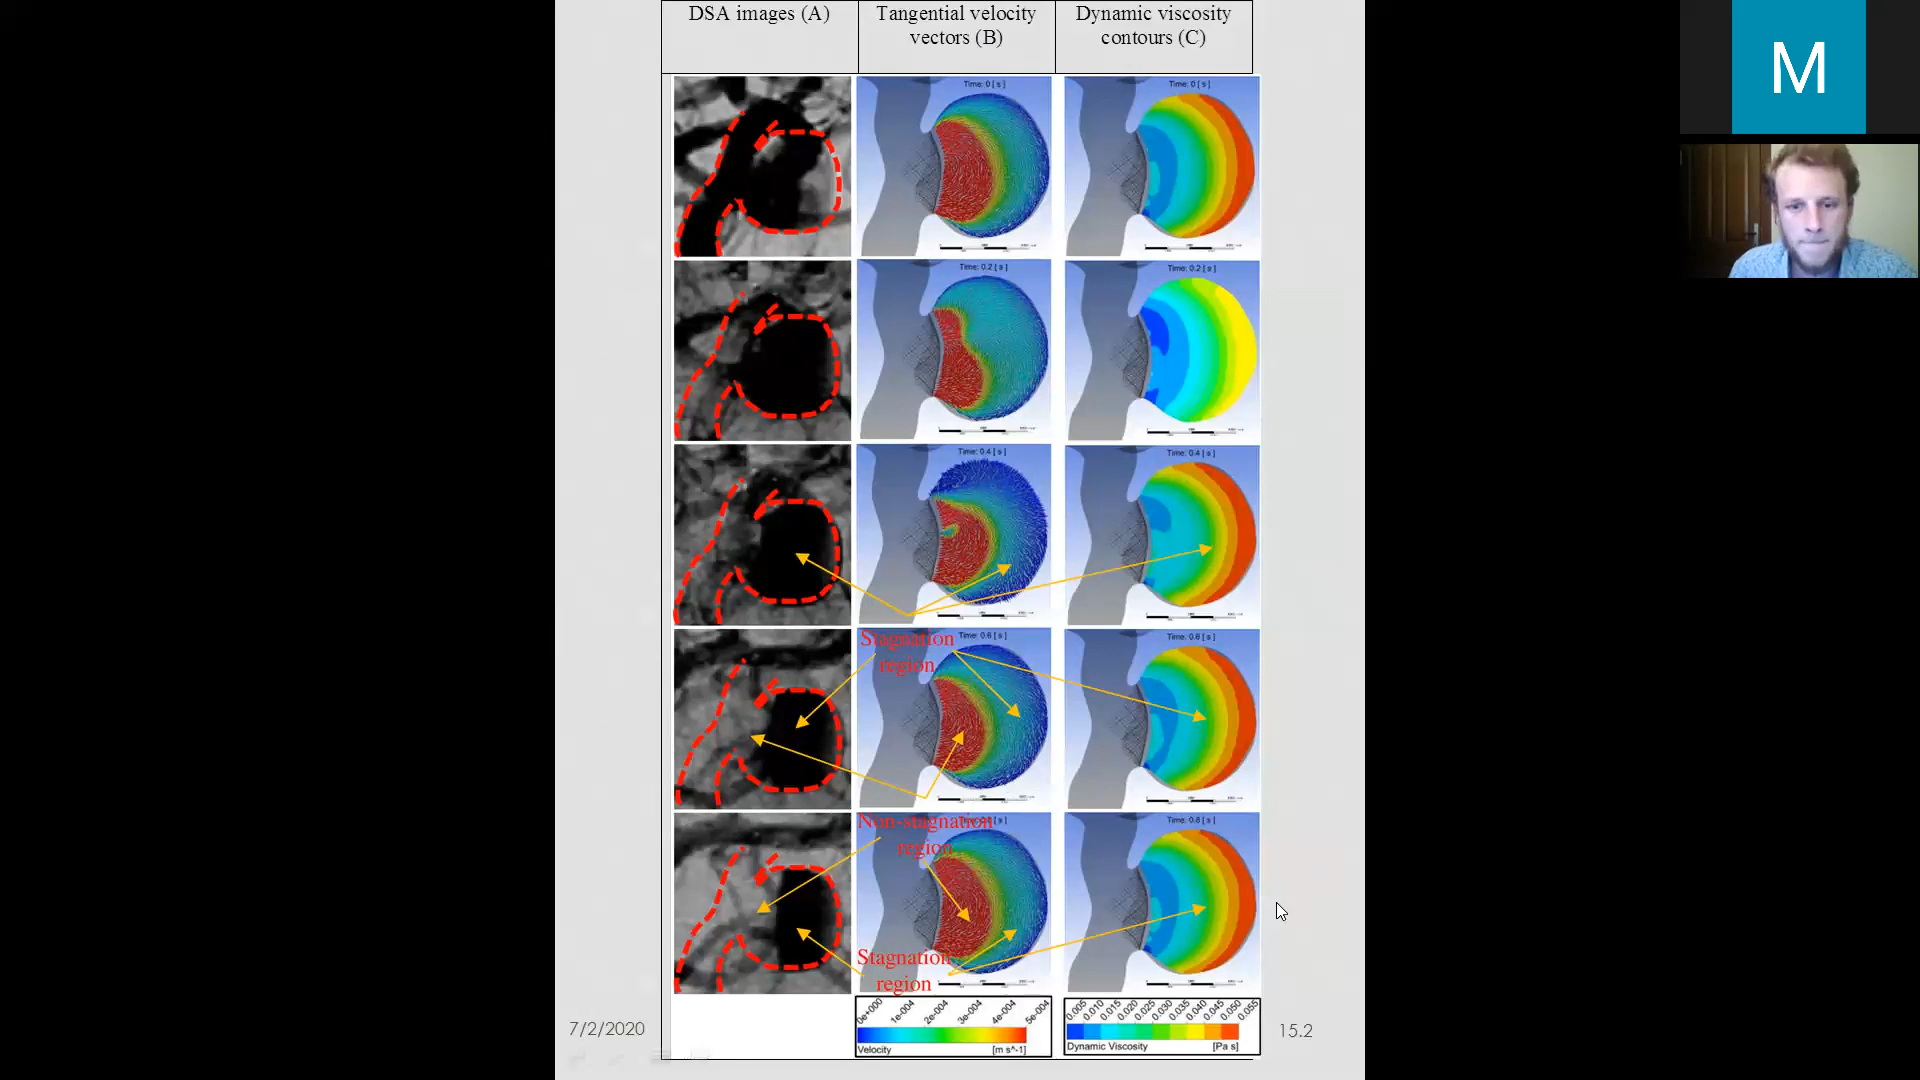 DSA images (A)
Tangential velocity
vectors (B)
Dynamic viscosity
contours (C)
M
Time: 0 [ s ]
Time: 0 [ s ]
Time: 0.2 [ s ]
Time: 0.2 [ s ]
Time: 0.4 [ s ]
Time: 0.4 [ s ]
Stagnation
region
Time: 0.6 [ s ]
Time: 0.6 [ s ]
Non-stagnation
region
Time: 0.8 [ s ]
Stagnation
region
0e+000 1e-004 2e-004 3e-004 4e-004 5e-004
Velocity [m s^-1]
0.005 0.010 0.015 0.020 0.025 0.030 0.035 0.040 0.045 0.050 0.055
Dynamic Viscosity [Pa s]
7/2/2020
15.2